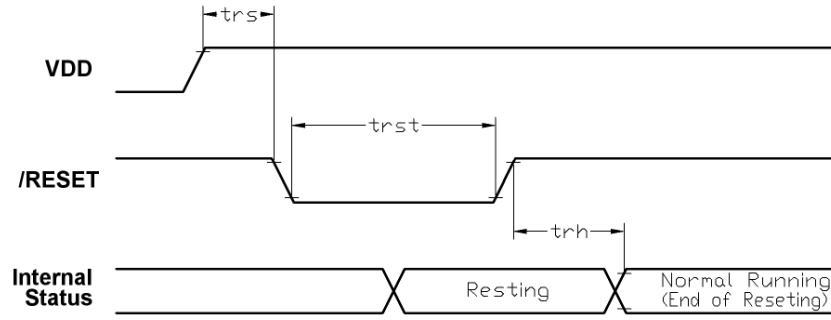 trs
VDD
trst
/RESET
trh
Internal
Status
Resting
Normal Running
(End of Reseting)